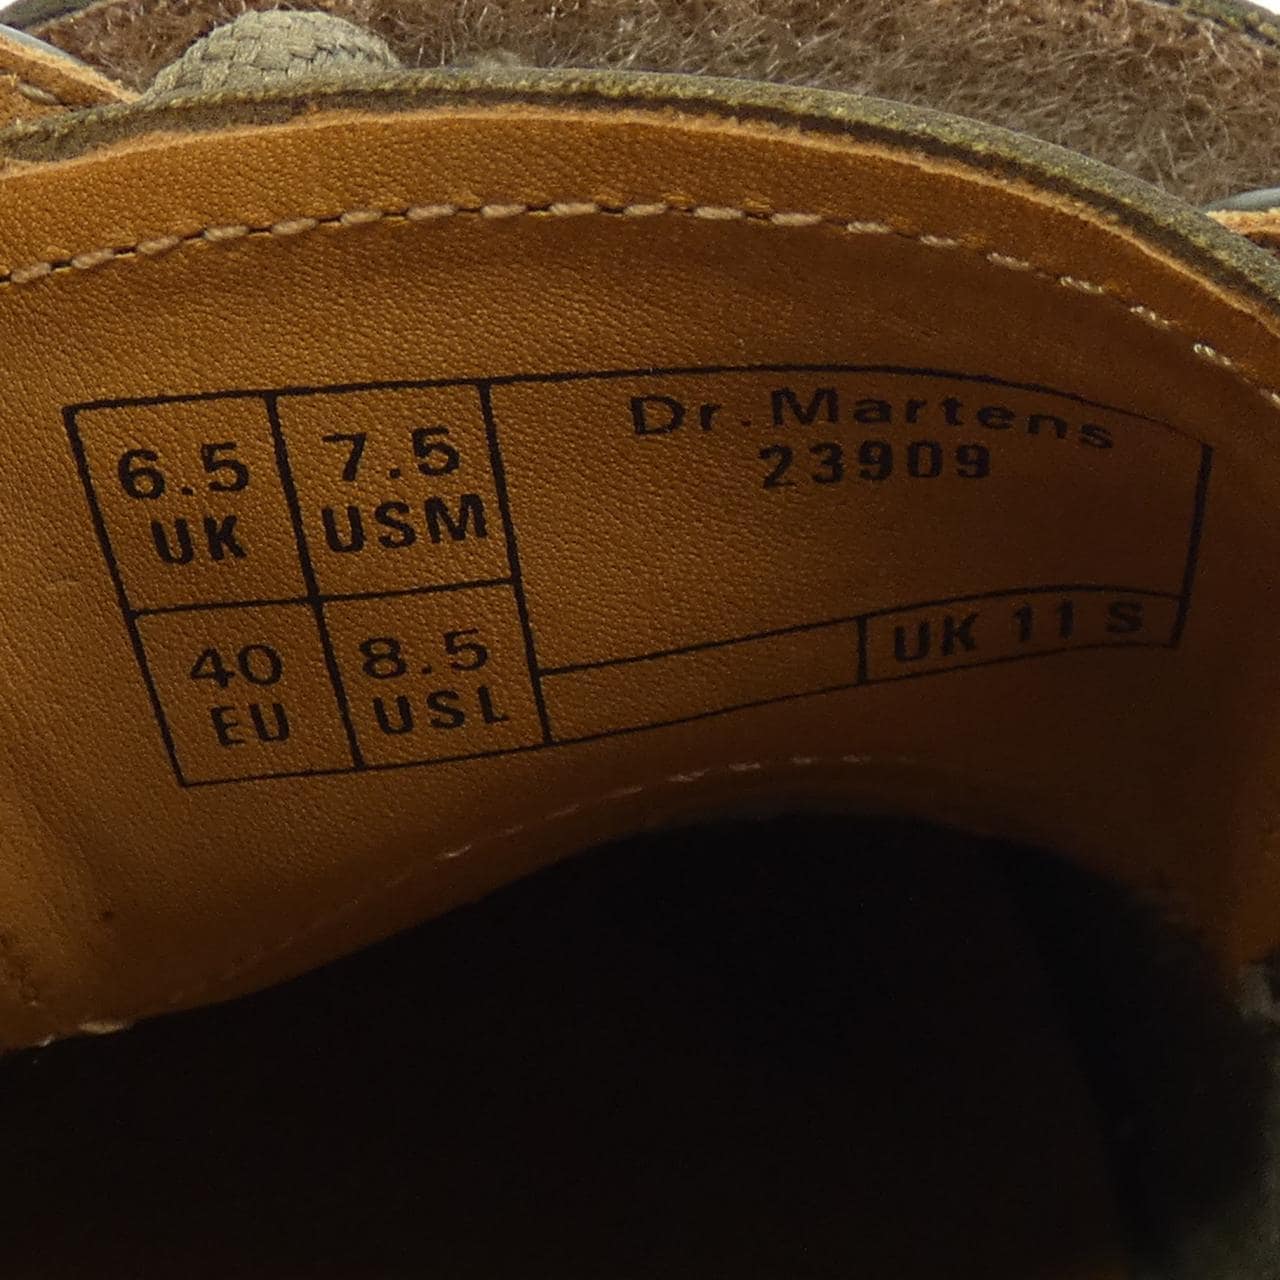 6.5
UK
7.5
USM
Dr.Martens
23909
40
EU
8.5
USL
UK 11 S